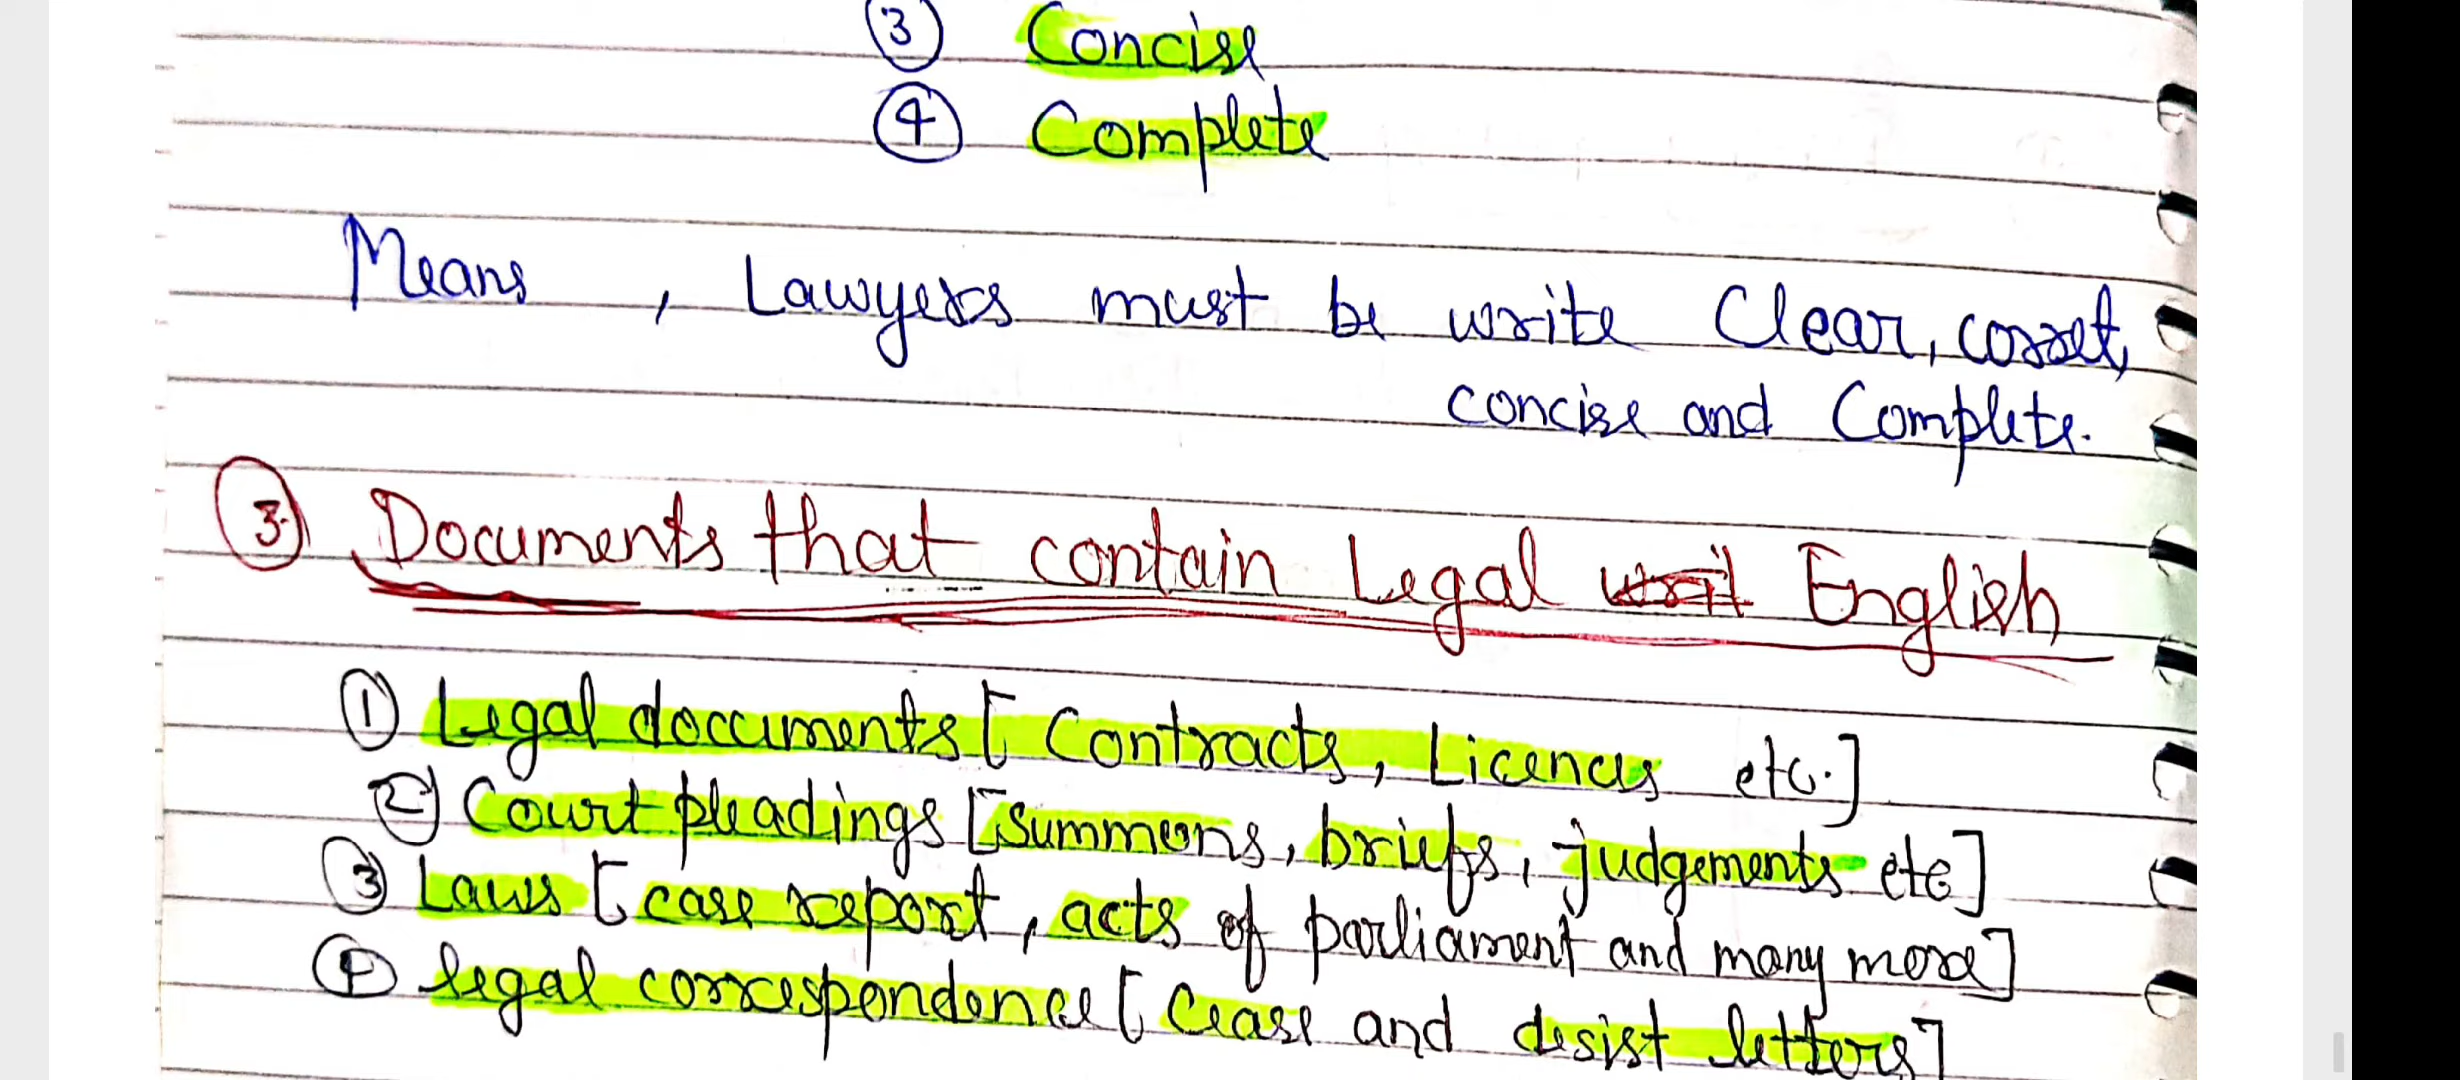 ③ Concise
④ Complete
Means , Lawyers must be write Clear, corret,
concise and Complete.
③ Documents that contain Legal English
① Legal documents [ Contracts, Licences etc.]
② Court pleadings [summons, briefs, judgements etc]
③ Laws [ case report, acts of parliament and many more]
④ legal correspondence [ Cease and desist letters]